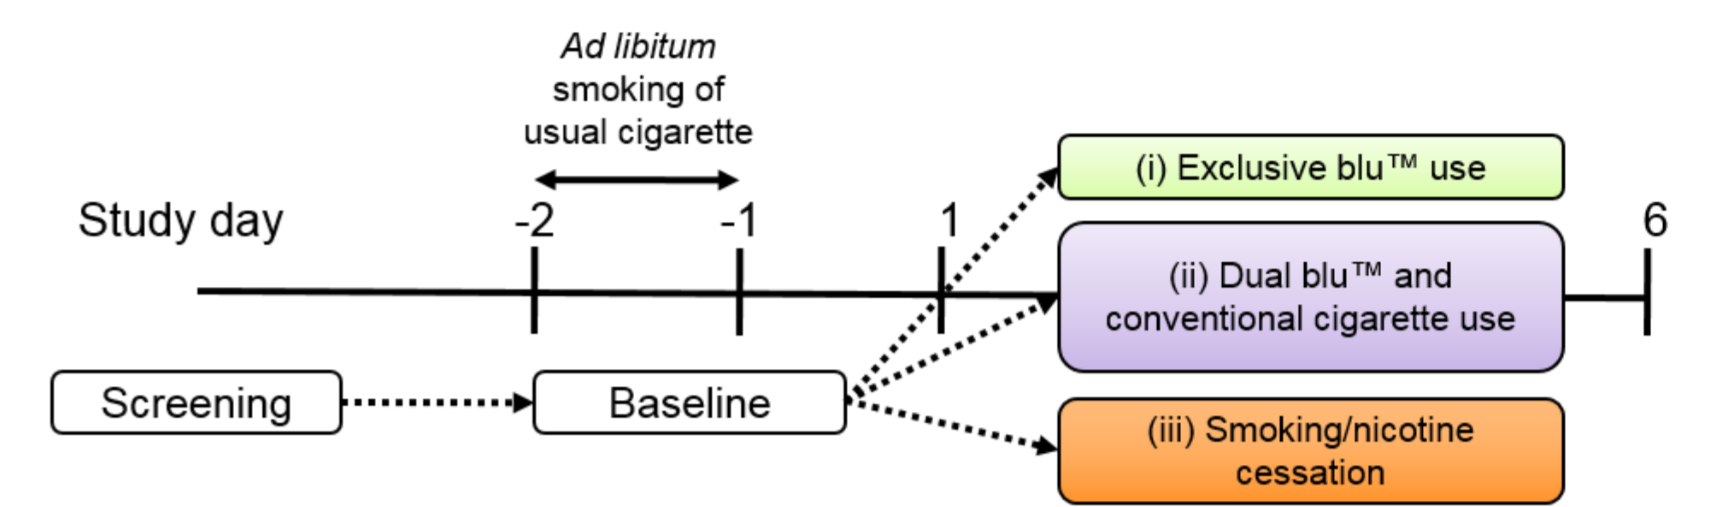 Ad libitum
smoking of
usual cigarette
Study day
-2
-1
1
6
(i) Exclusive blu™ use
(ii) Dual blu™ and
conventional cigarette use
Screening
Baseline
(iii) Smoking/nicotine
cessation